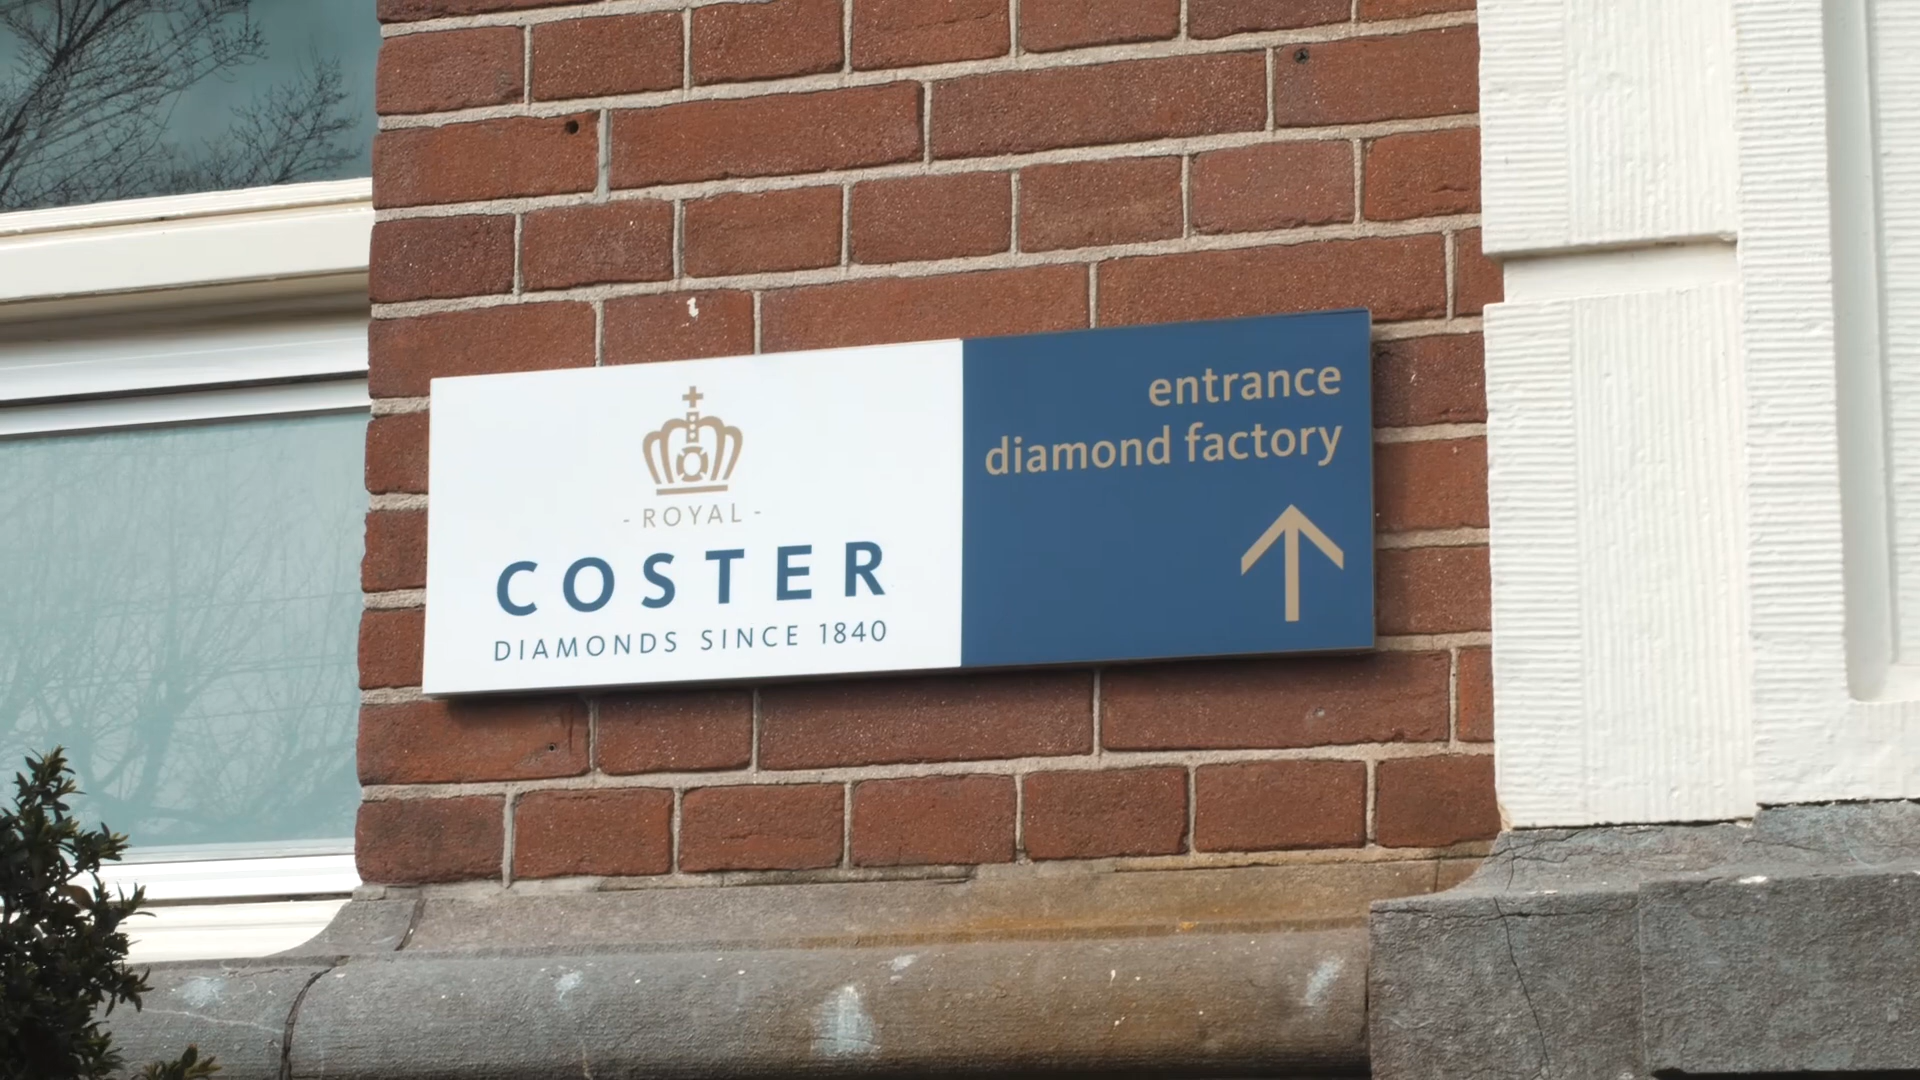 - ROYAL -
COSTER
DIAMONDS SINCE 1840
entrance
diamond factory